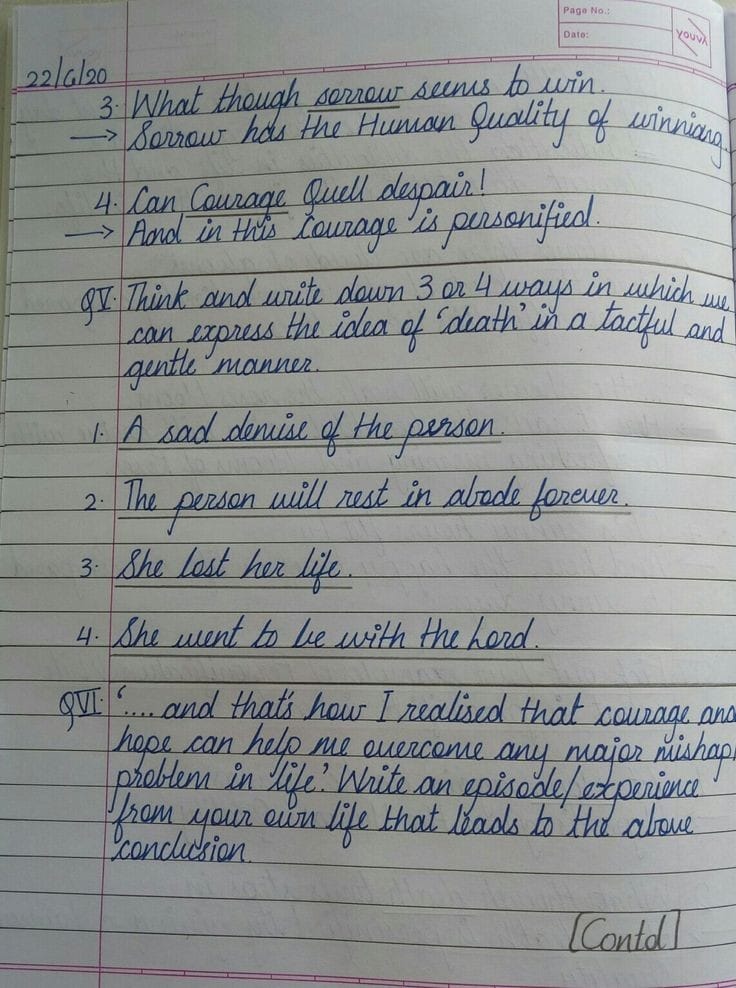 Page No.:
Date:
YOUVA
22/6/20
3. What though sorrow seems to win.
→ Sorrow has the Human Quality of winniang.
4. Can Courage Quell despair!
→ And in this Courage is personified.
QV. Think and write down 3 or 4 ways in which we
can express the idea of 'death' in a tactful and
gentle manner.
1. A sad demise of the person.
2. The person will rest in abode forever.
3. She lost her life.
4. She went to be with the Lord.
QVI. '.... and that's how I realised that courage and
hope can help me overcome any major mishap/
problem in life'. Write an episode/experience
from your own life that leads to the above
conclusion.
[Contd]